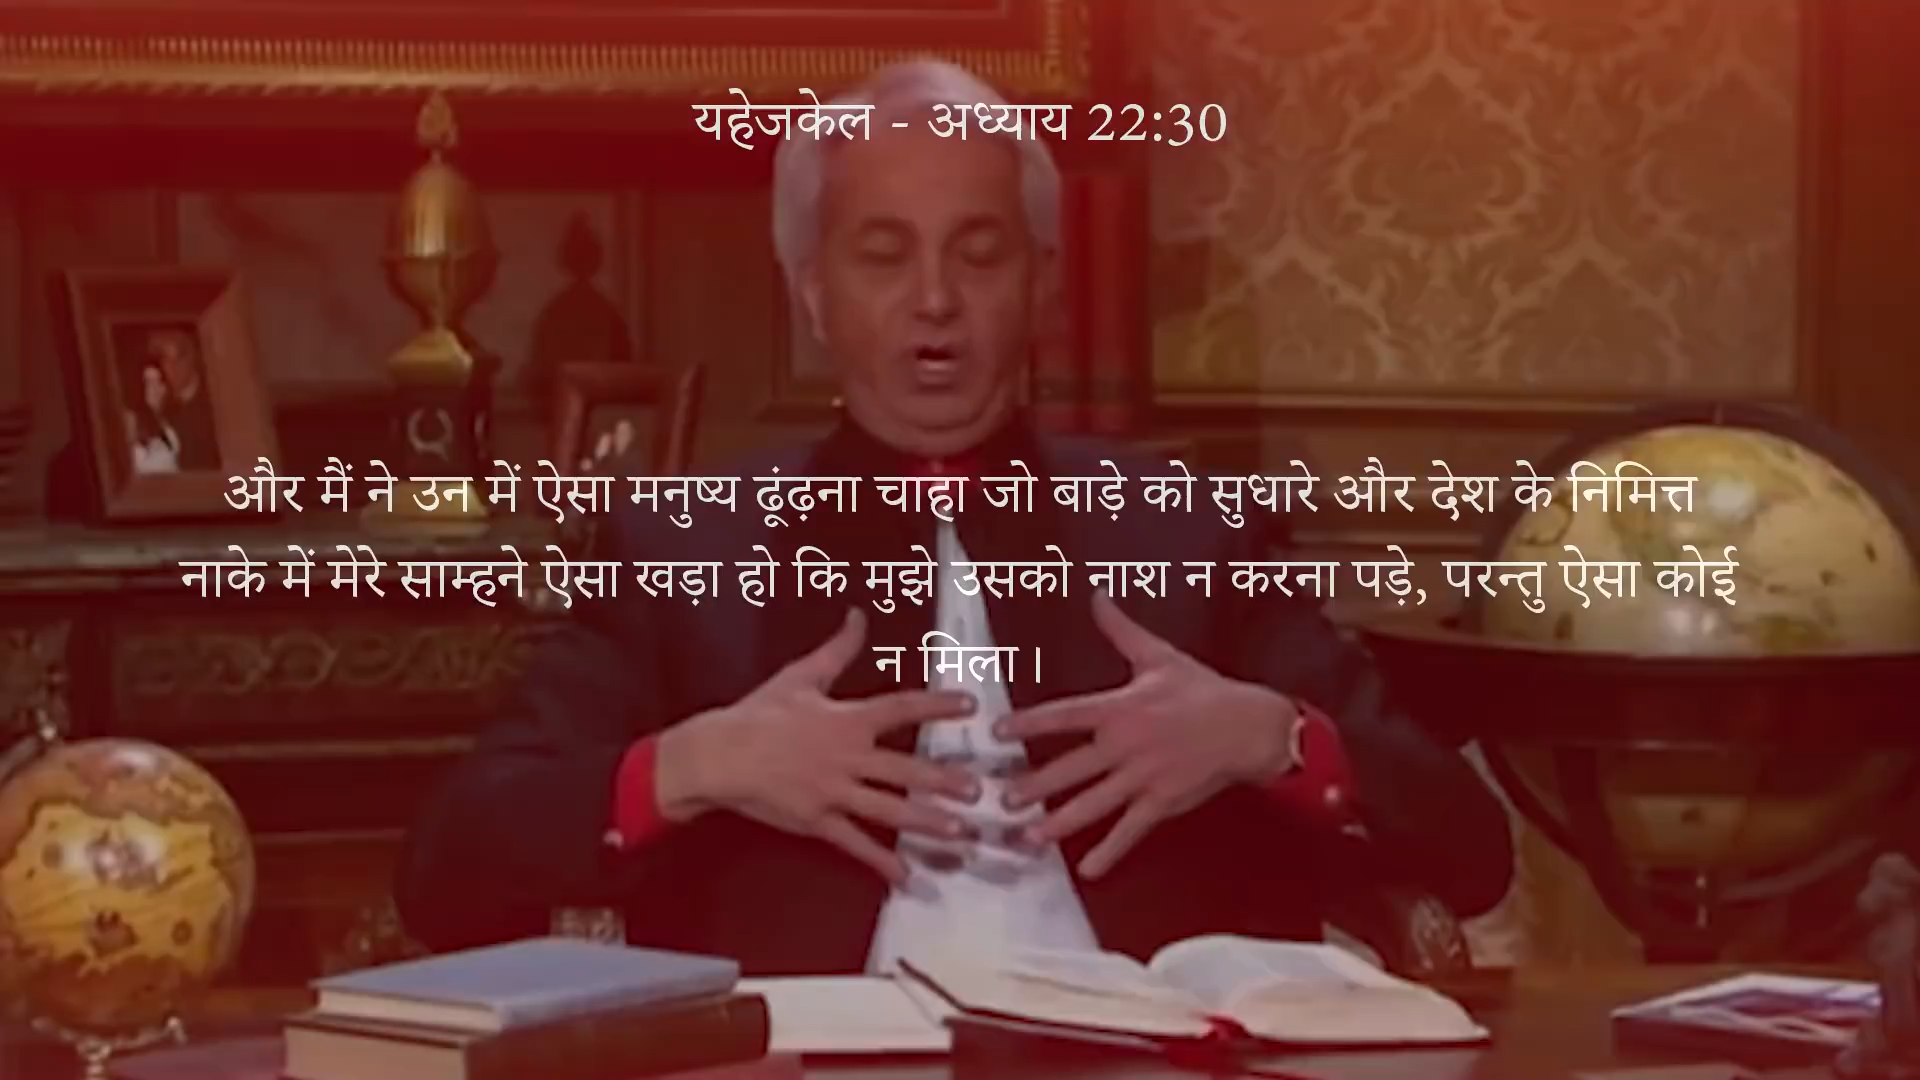 यहेजकेल - अध्याय 22:30
और मैं ने उन में ऐसा मनुष्य ढूंढ़ना चाहा जो बाड़े को सुधारे और देश के निमित्त
नाके में मेरे साम्हने ऐसा खड़ा हो कि मुझे उसको नाश न करना पड़े, परन्तु ऐसा कोई
न मिला।